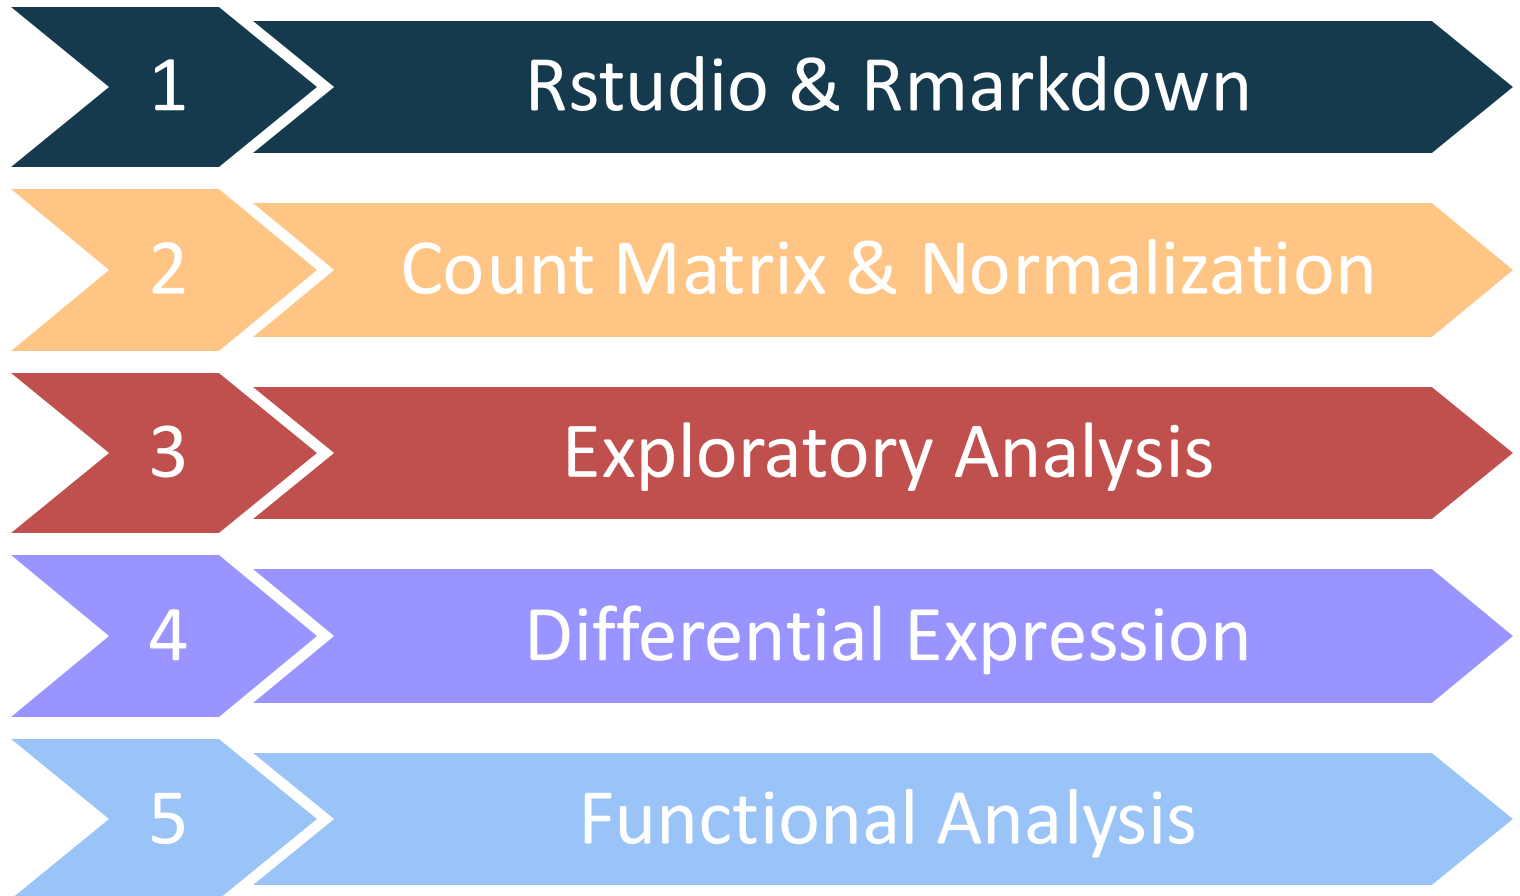 1 Rstudio & Rmarkdown
2 Count Matrix & Normalization
3 Exploratory Analysis
4 Differential Expression
5 Functional Analysis